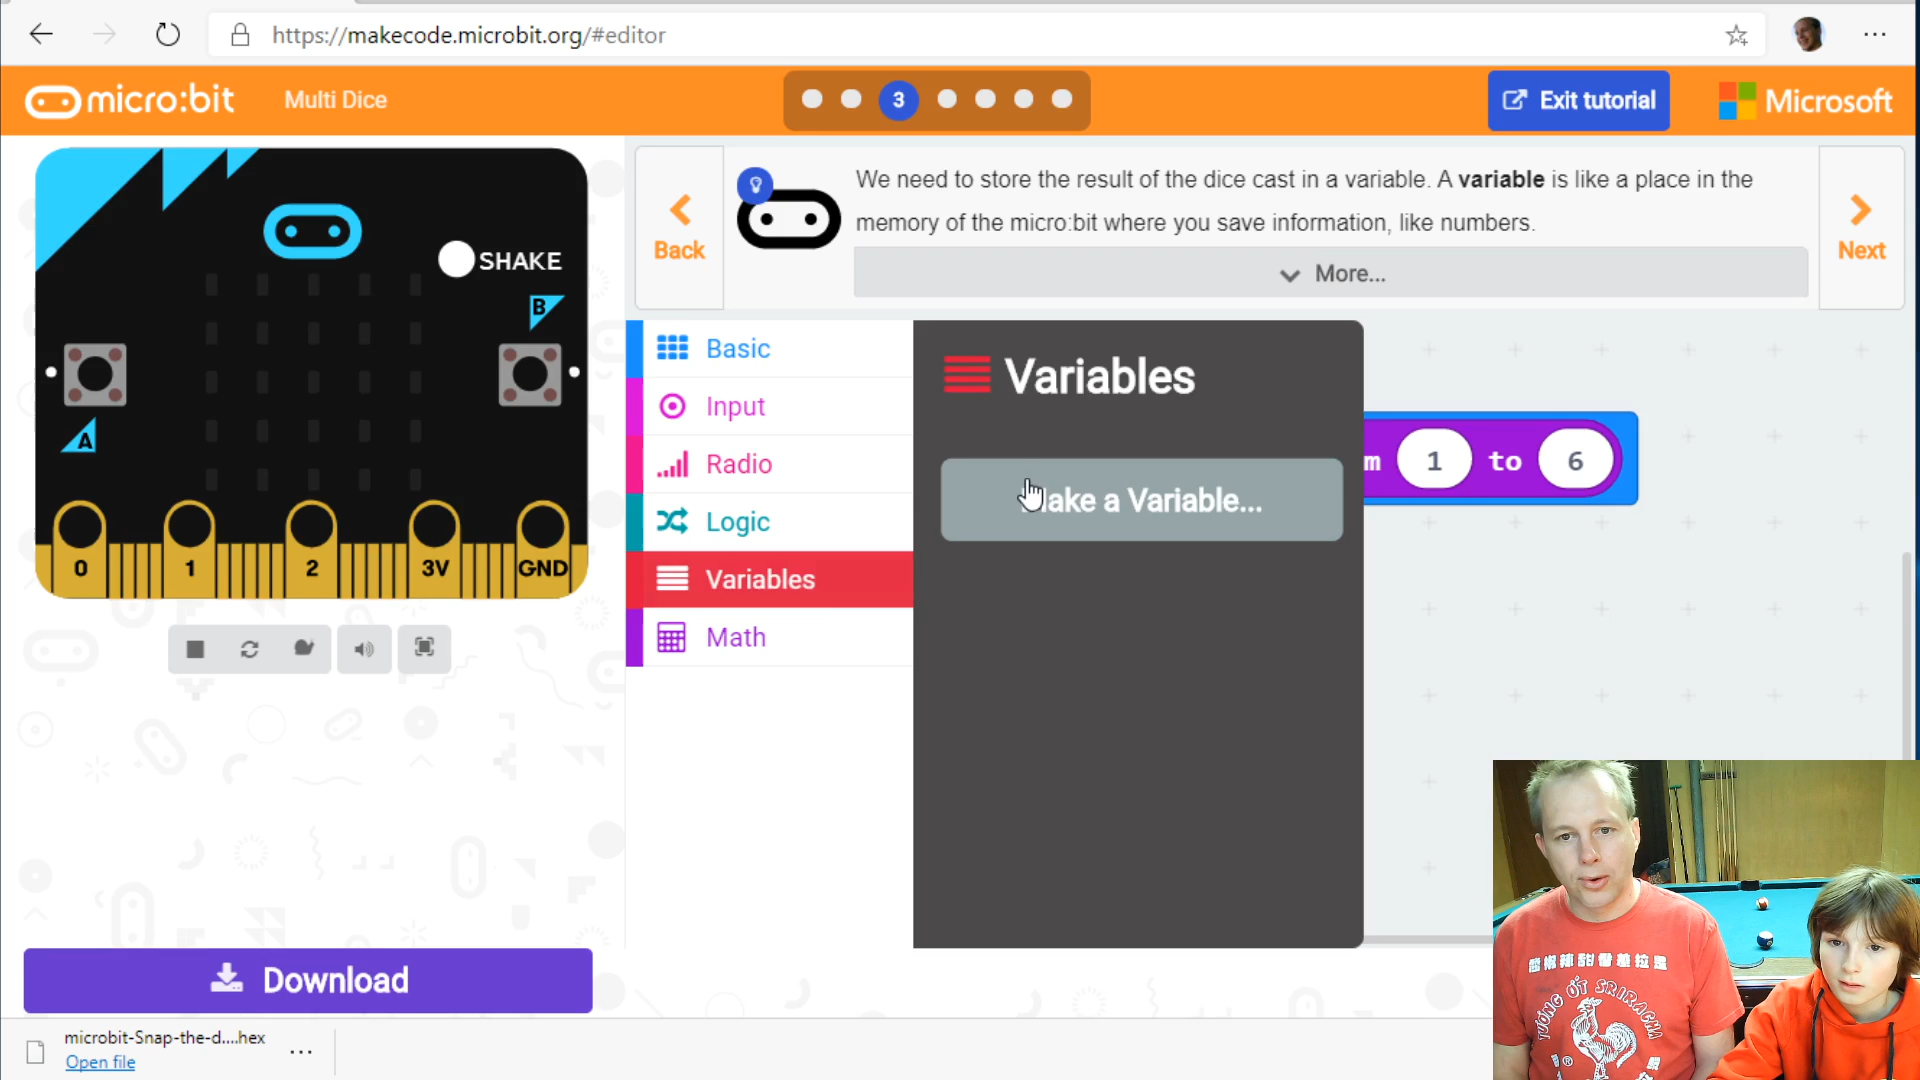 https://makecode.microbit.org/#editor
micro:bit
Multi Dice
3
Exit tutorial
Microsoft
Back
We need to store the result of the dice cast in a variable. A variable is like a place in the
memory of the micro:bit where you save information, like numbers.
More...
Next
SHAKE
B
A
0 1 2 3V GND
Basic
Input
Radio
Logic
Variables
Math
Variables
ake a Variable...
m 1 to 6
Download
microbit-Snap-the-d....hex
Open file
TƯƠNG ỚT SRIRACHA